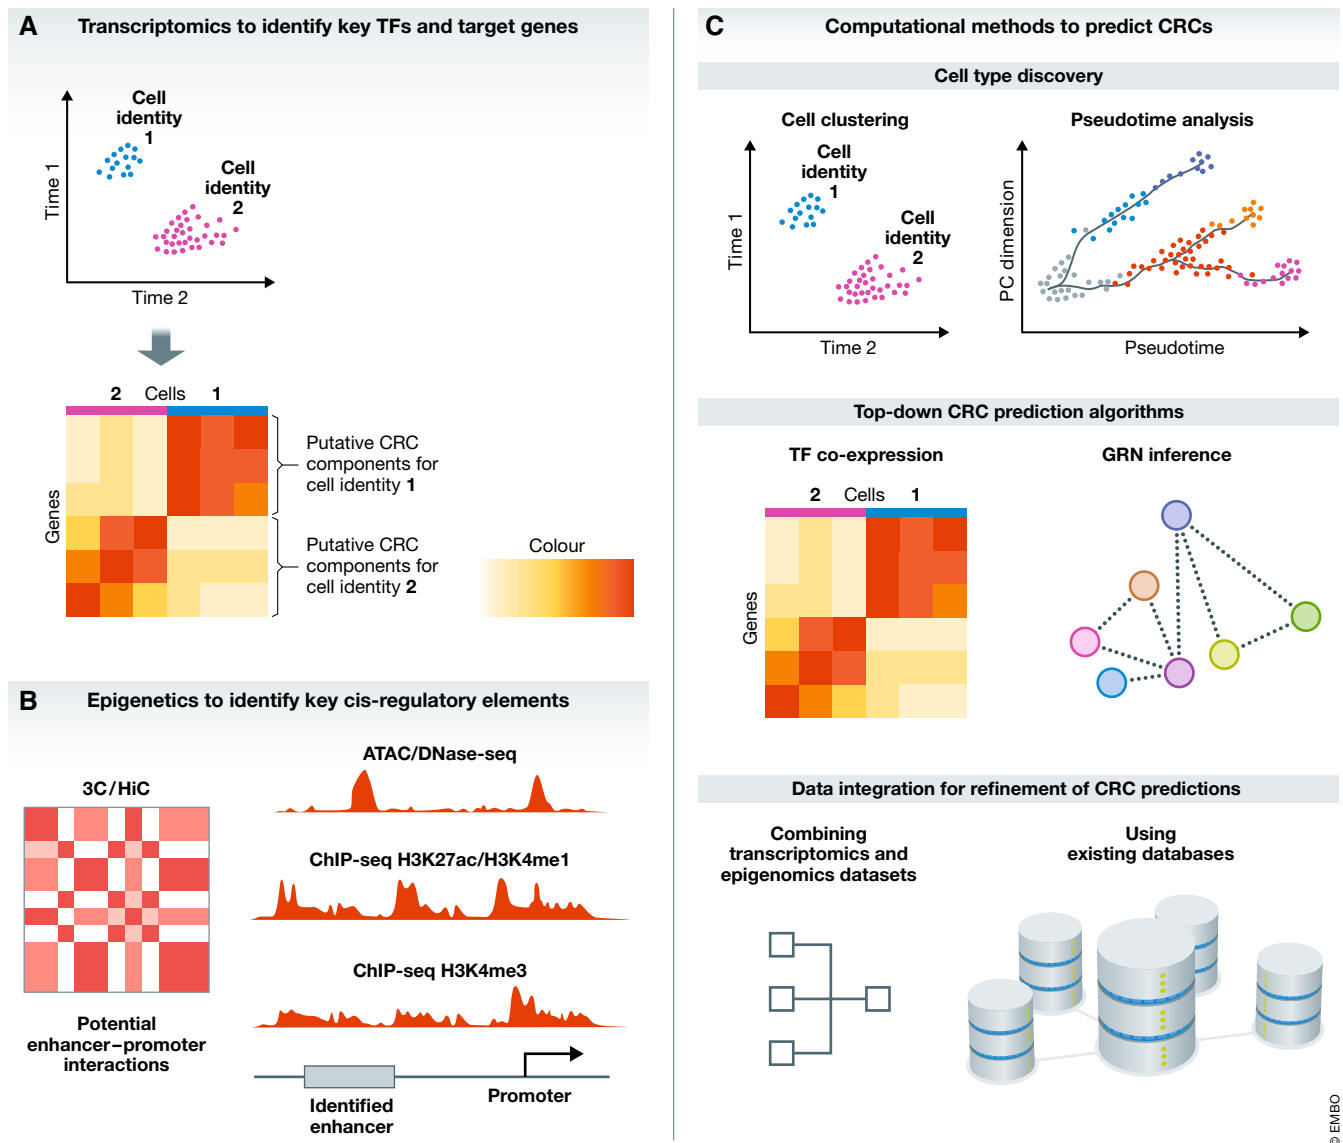 A
Transcriptomics to identify key TFs and target genes
Cell
identity
1
Cell
identity
2
Time 1
Time 2
2 Cells 1
Genes
Putative CRC
components for
cell identity 1
Putative CRC
components for
cell identity 2
Colour
B
Epigenetics to identify key cis-regulatory elements
3C/HiC
Potential
enhancer–promoter
interactions
ATAC/DNase-seq
ChIP-seq H3K27ac/H3K4me1
ChIP-seq H3K4me3
Identified
enhancer
Promoter
C
Computational methods to predict CRCs
Cell type discovery
Cell clustering
Cell
identity
1
Cell
identity
2
Time 1
Time 2
Pseudotime analysis
PC dimension
Pseudotime
Top-down CRC prediction algorithms
TF co-expression
2 Cells 1
Genes
GRN inference
Data integration for refinement of CRC predictions
Combining
transcriptomics and
epigenomics datasets
Using
existing databases
© EMBO